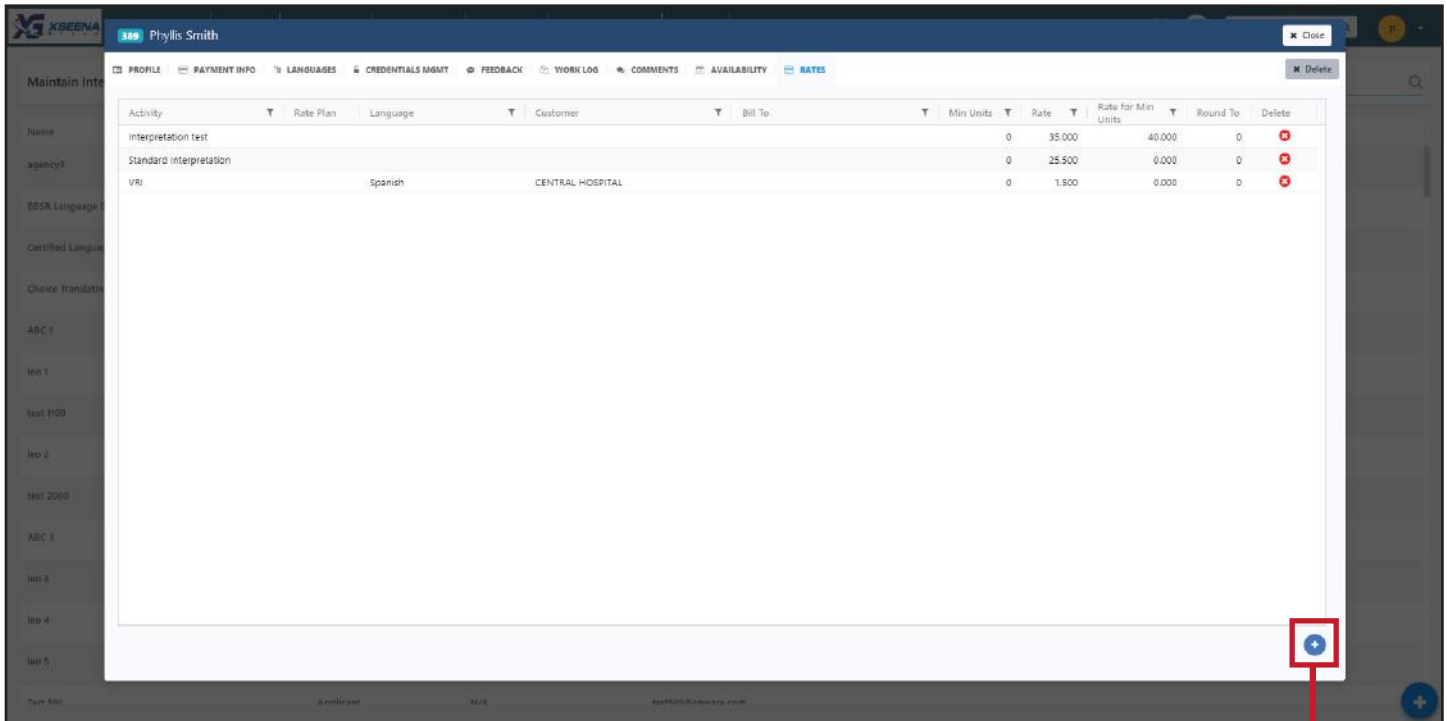 XSEENA
389 Phyllis Smith
Close
PROFILE PAYMENT INFO LANGUAGES CREDENTIALS MGMT FEEDBACK WORK LOG COMMENTS AVAILABILITY RATES
Delete
Maintain Inte
Activity Rate Plan Language Customer Bill To Min Units Rate Rate for Min Units Round To Delete
Interpretation test 0 35.000 40.000 0
Standard Interpretation 0 25.500 0.000 0
VRI Spanish CENTRAL HOSPITAL 0 1.500 0.000 0
Name
BBSR Language
Certified Langua
Choice Translatin
ABC 1
leo 1
test 1100
leo 2
test 2000
ABC 3
leo 3
leo 4
leo 5
Applicant N/A